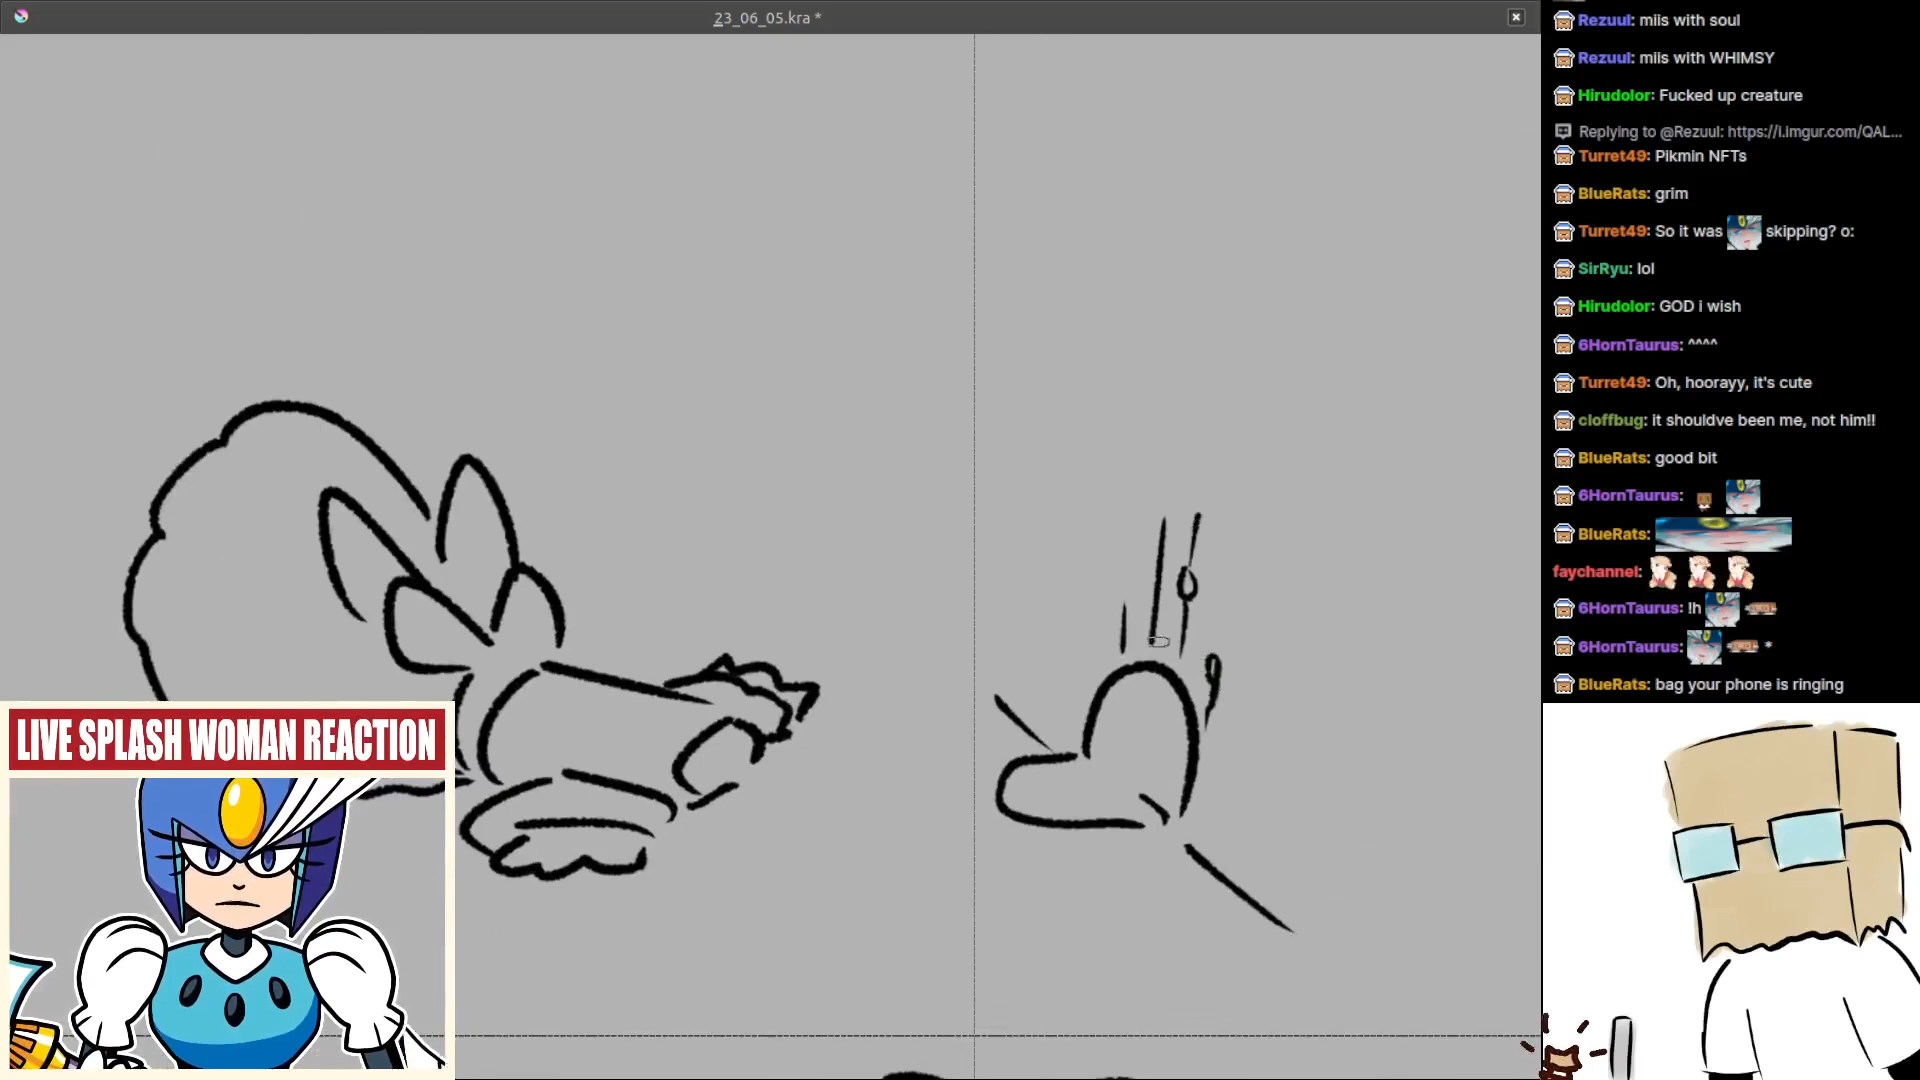 23_06_05.kra *
Rezuul: miis with soul
Rezuul: miis with WHIMSY
Hirudolor: Fucked up creature
Replying to @Rezuul: https://i.imgur.com/QAL...
Turret49: Pikmin NFTs
BlueRats: grim
Turret49: So it was skipping? o:
SirRyu: lol
Hirudolor: GOD i wish
6HornTaurus: ^^^^
Turret49: Oh, hoorayy, it's cute
cloffbug: it shouldve been me, not him!!
BlueRats: good bit
6HornTaurus:
BlueRats:
faychannel:
6HornTaurus: !h
6HornTaurus: *
BlueRats: bag your phone is ringing
LIVE SPLASH WOMAN REACTION